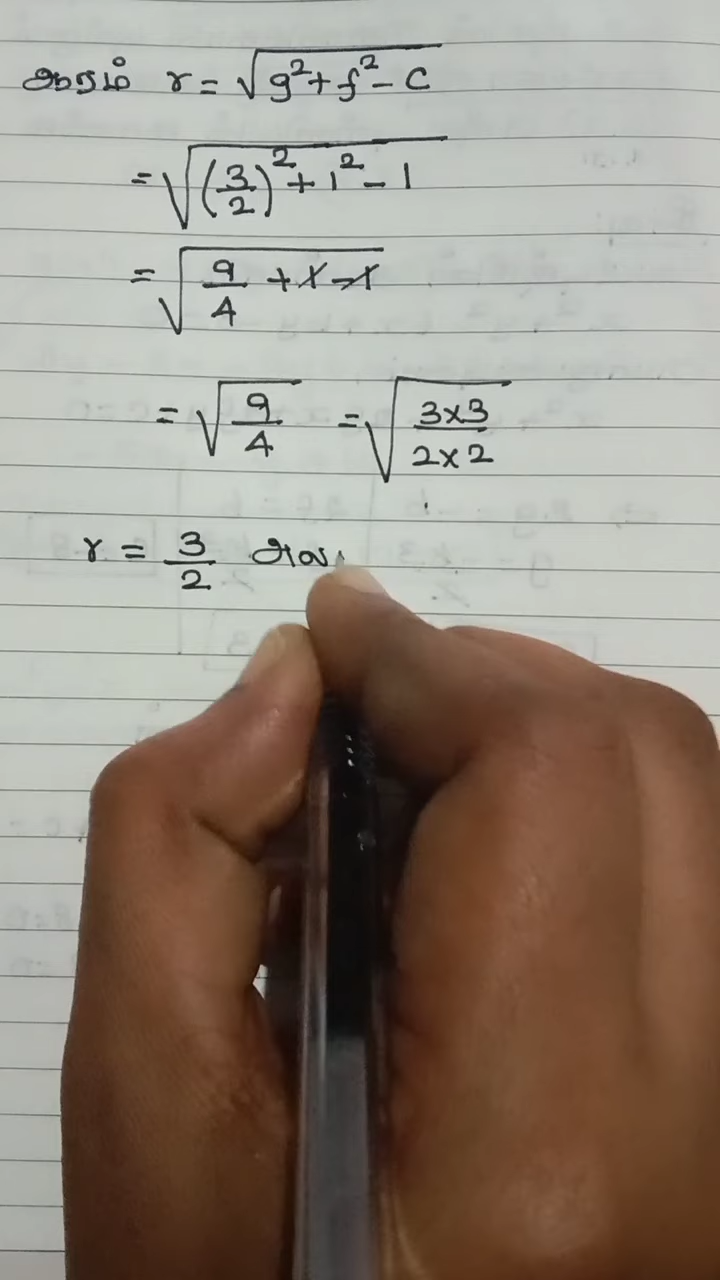 ஆரம் r = √g²+f²-c
= √(3/2)²+1²-1
= √9/4 +1-1
= √9/4 = √3×3/2×2
r = 3/2